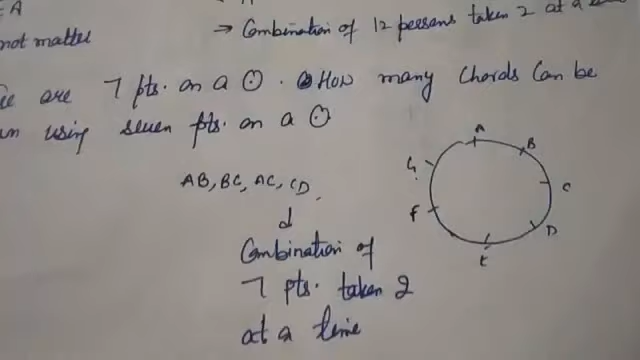 A
not matter
→ Combination of 12 persons taken 2 at a
are 7 pts. on a ⊙. How many Chords can be
using seven pts. on a ⊙
AB, BC, AC, CD,
Combination of
7 pts. taken 2
at a time
A
B
C
D
E
F
G